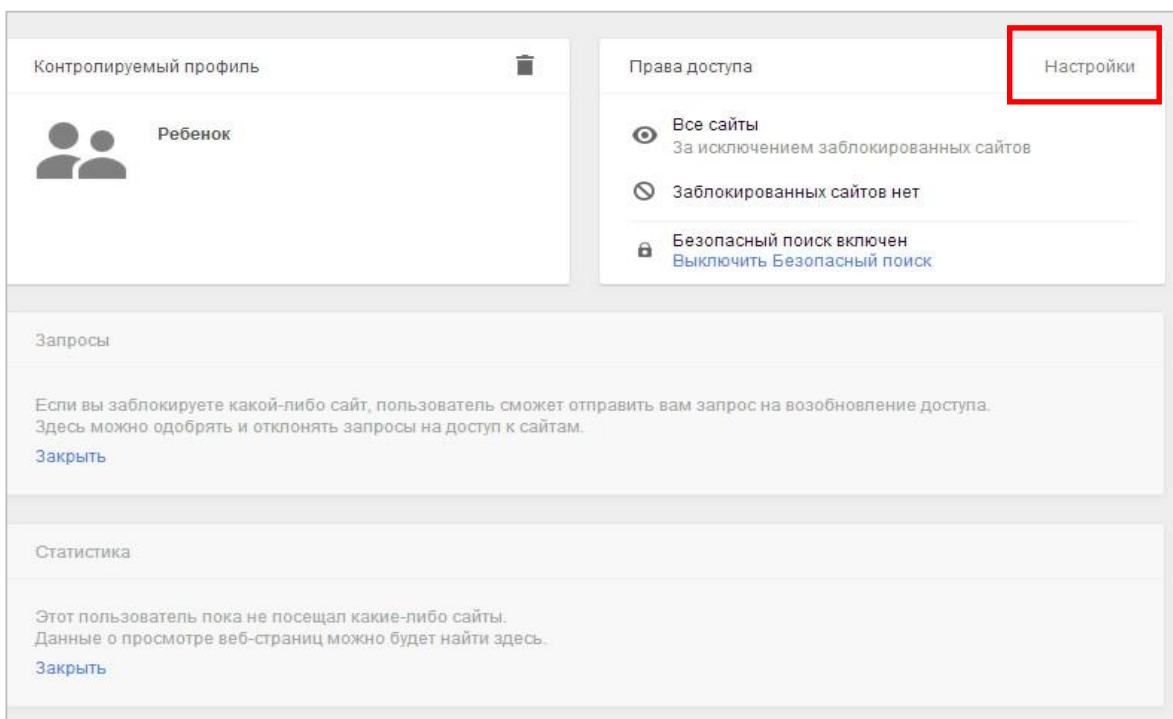 Контролируемый профиль
Ребенок
Права доступа
Настройки
Все сайты
За исключением заблокированных сайтов
Заблокированных сайтов нет
Безопасный поиск включен
Выключить Безопасный поиск
Запросы
Если вы заблокируете какой-либо сайт, пользователь сможет отправить вам запрос на возобновление доступа.
Здесь можно одобрять и отклонять запросы на доступ к сайтам.
Закрыть
Статистика
Этот пользователь пока не посещал какие-либо сайты.
Данные о просмотре веб-страниц можно будет найти здесь.
Закрыть